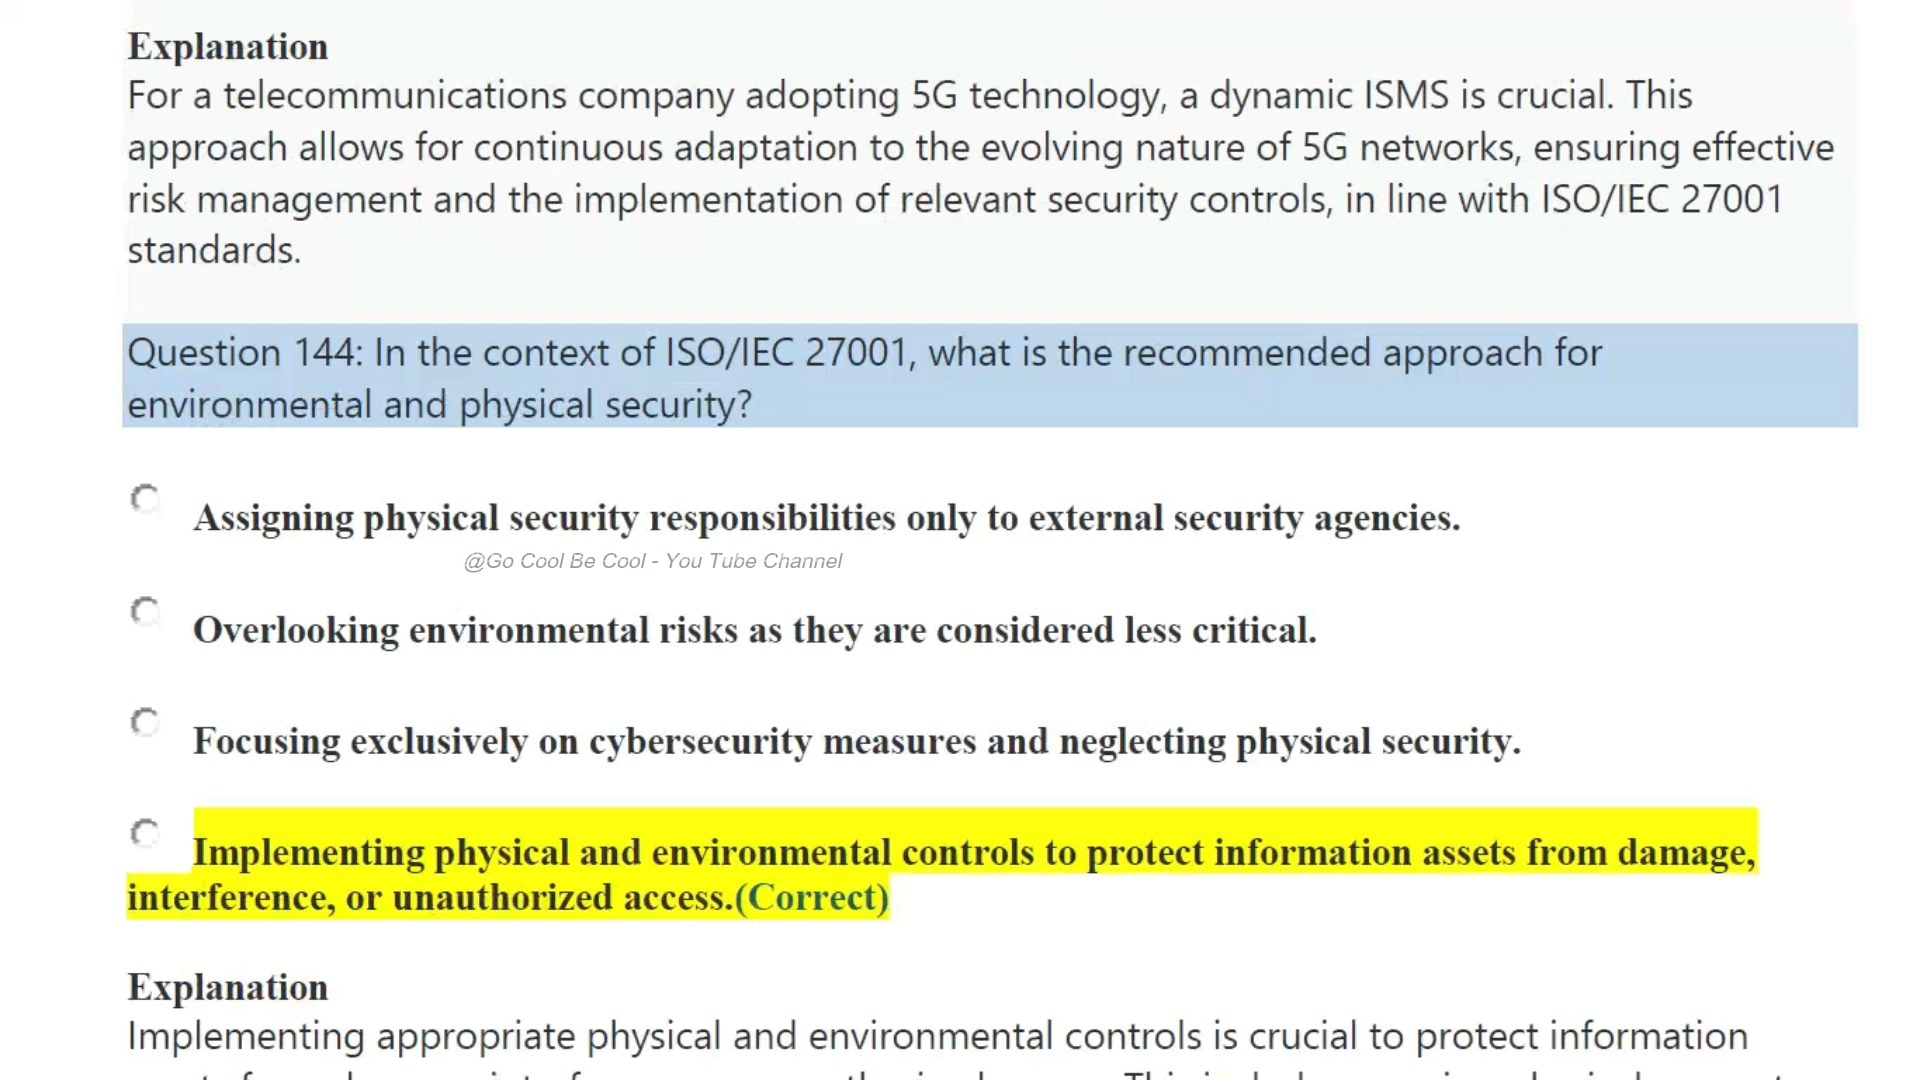 Explanation
For a telecommunications company adopting 5G technology, a dynamic ISMS is crucial. This
approach allows for continuous adaptation to the evolving nature of 5G networks, ensuring effective
risk management and the implementation of relevant security controls, in line with ISO/IEC 27001
standards.
Question 144: In the context of ISO/IEC 27001, what is the recommended approach for
environmental and physical security?
Assigning physical security responsibilities only to external security agencies.
@Go Cool Be Cool - You Tube Channel
Overlooking environmental risks as they are considered less critical.
Focusing exclusively on cybersecurity measures and neglecting physical security.
Implementing physical and environmental controls to protect information assets from damage,
interference, or unauthorized access.(Correct)
Explanation
Implementing appropriate physical and environmental controls is crucial to protect information